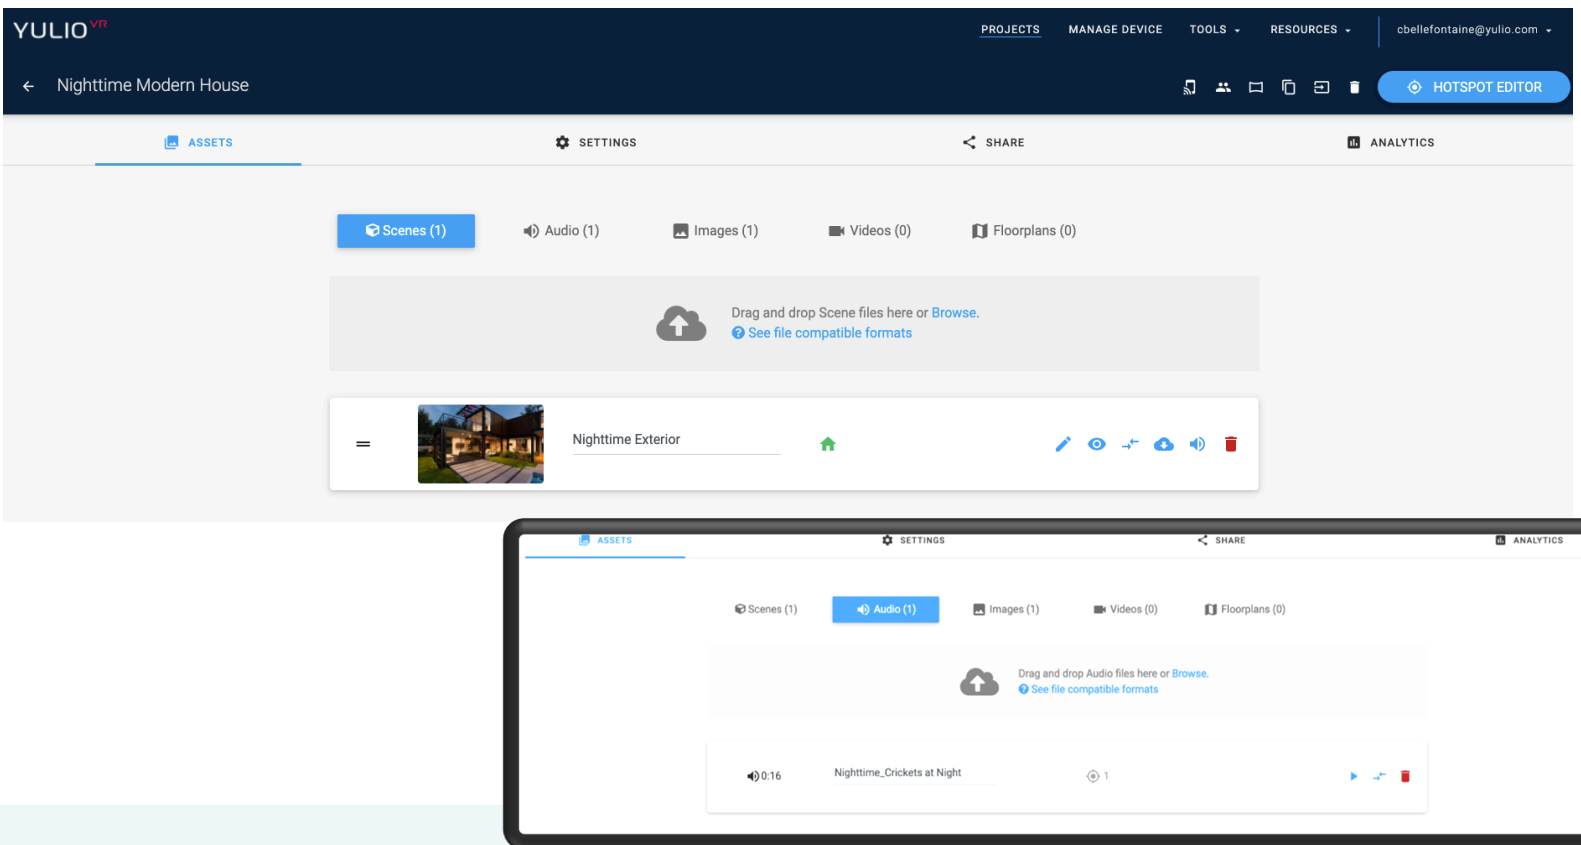 YULIO VR
PROJECTS MANAGE DEVICE TOOLS RESOURCES cbellefontaine@yulio.com
Nighttime Modern House HOTSPOT EDITOR
ASSETS SETTINGS SHARE ANALYTICS
Scenes (1) Audio (1) Images (1) Videos (0) Floorplans (0)
Drag and drop Scene files here or Browse.
See file compatible formats
Nighttime Exterior
ASSETS SETTINGS SHARE ANALYTICS
Scenes (1) Audio (1) Images (1) Videos (0) Floorplans (0)
Drag and drop Audio files here or Browse.
See file compatible formats
0:16 Nighttime_Crickets at Night 1